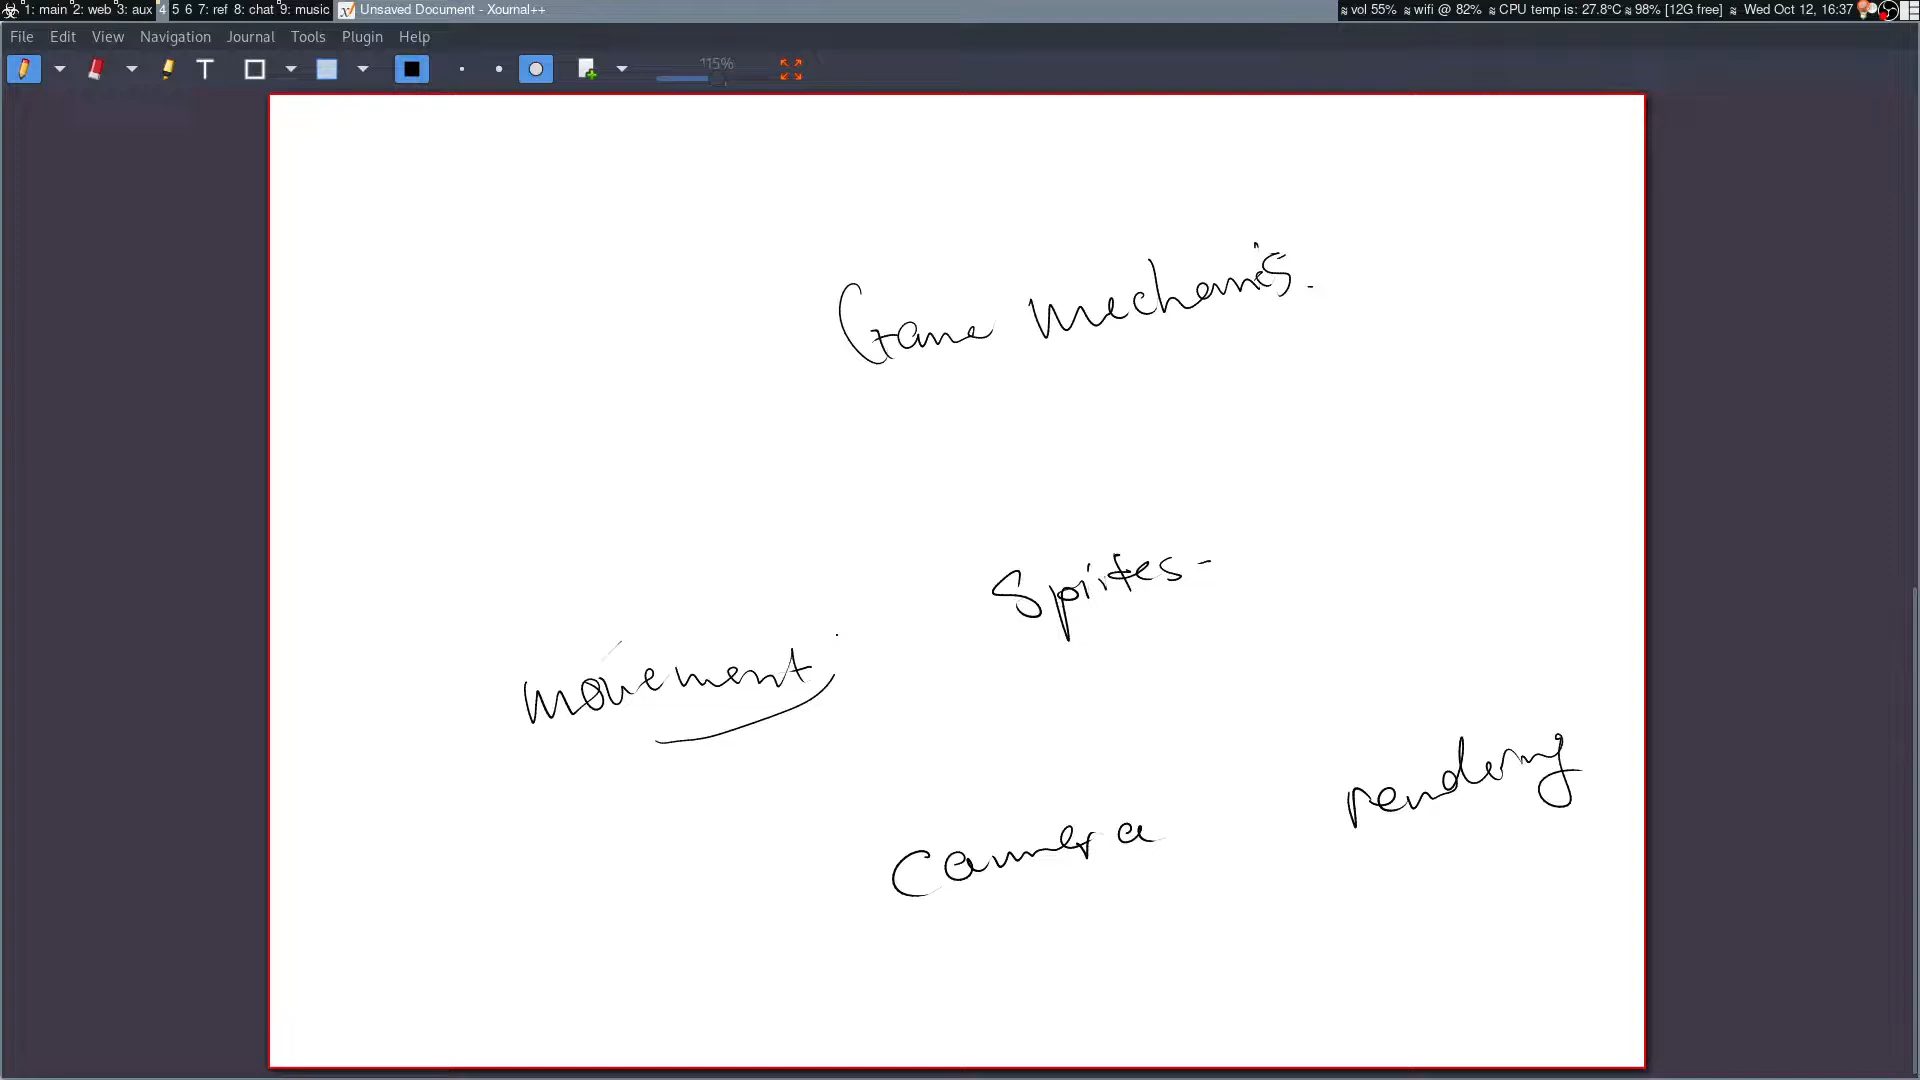 1: main 2: web 3: aux 4 5 6 7: ref 8: chat 9: music Unsaved Document - Xournal++ vol 55% wifi @ 82% CPU temp is: 27.8°C 98% [12G free] Wed Oct 12, 16:37
File Edit View Navigation Journal Tools Plugin Help
115%
Game mechanics.
Sprites -
movement
rendering
camera